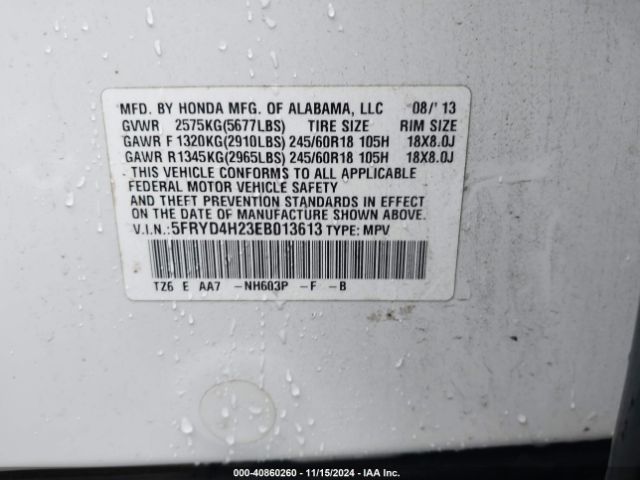 MFD. BY HONDA MFG. OF ALABAMA, LLC 08/'13
GVWR 2575KG(5677LBS) TIRE SIZE RIM SIZE
GAWR F1320KG(2910LBS) 245/60R18 105H 18X8.0J
GAWR R1345KG(2965LBS) 245/60R18 105H 18X8.0J
THIS VEHICLE CONFORMS TO ALL APPLICABLE
FEDERAL MOTOR VEHICLE SAFETY
AND THEFT PREVENTION STANDARDS IN EFFECT
ON THE DATE OF MANUFACTURE SHOWN ABOVE.
V.I.N.: 5FRYD4H23EB013613 TYPE: MPV
TZ6 E AA7 -NH603P -F -B
000-40860260 - 11/15/2024 - IAA Inc.